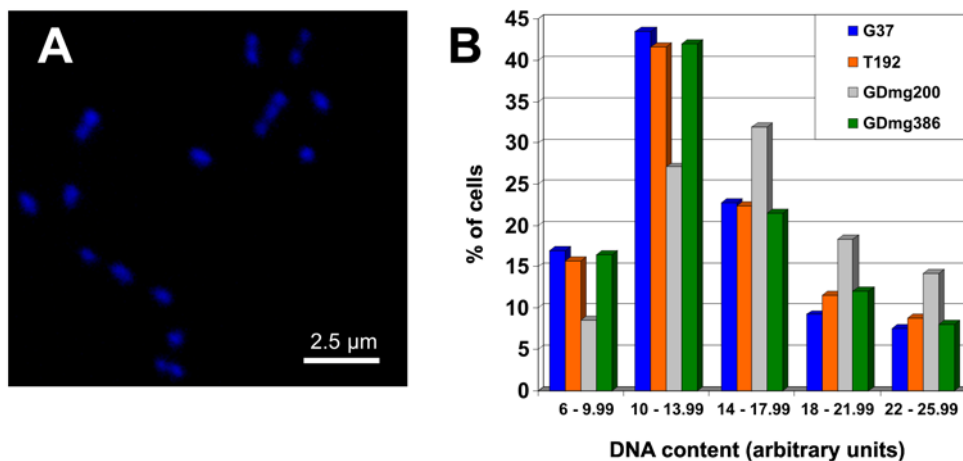 A
2.5 µm
B
% of cells
45
40
35
30
25
20
15
10
5
0
G37
T192
GDmg200
GDmg386
6 - 9.99 10 - 13.99 14 - 17.99 18 - 21.99 22 - 25.99
DNA content (arbitrary units)